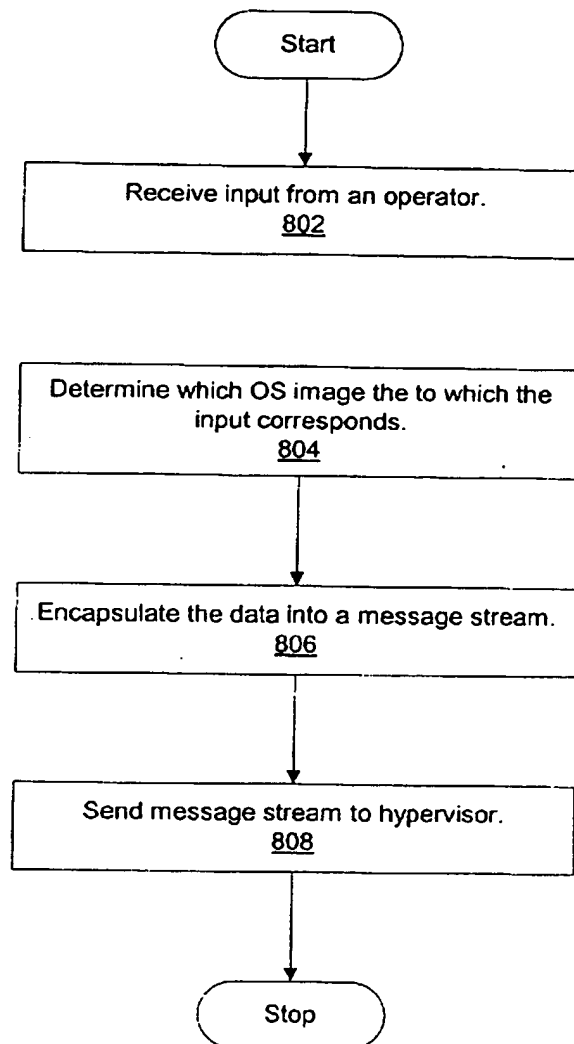 Start
Receive input from an operator.
802
Determine which OS image the to which the
input corresponds.
804
Encapsulate the data into a message stream.
806
Send message stream to hypervisor.
808
Stop